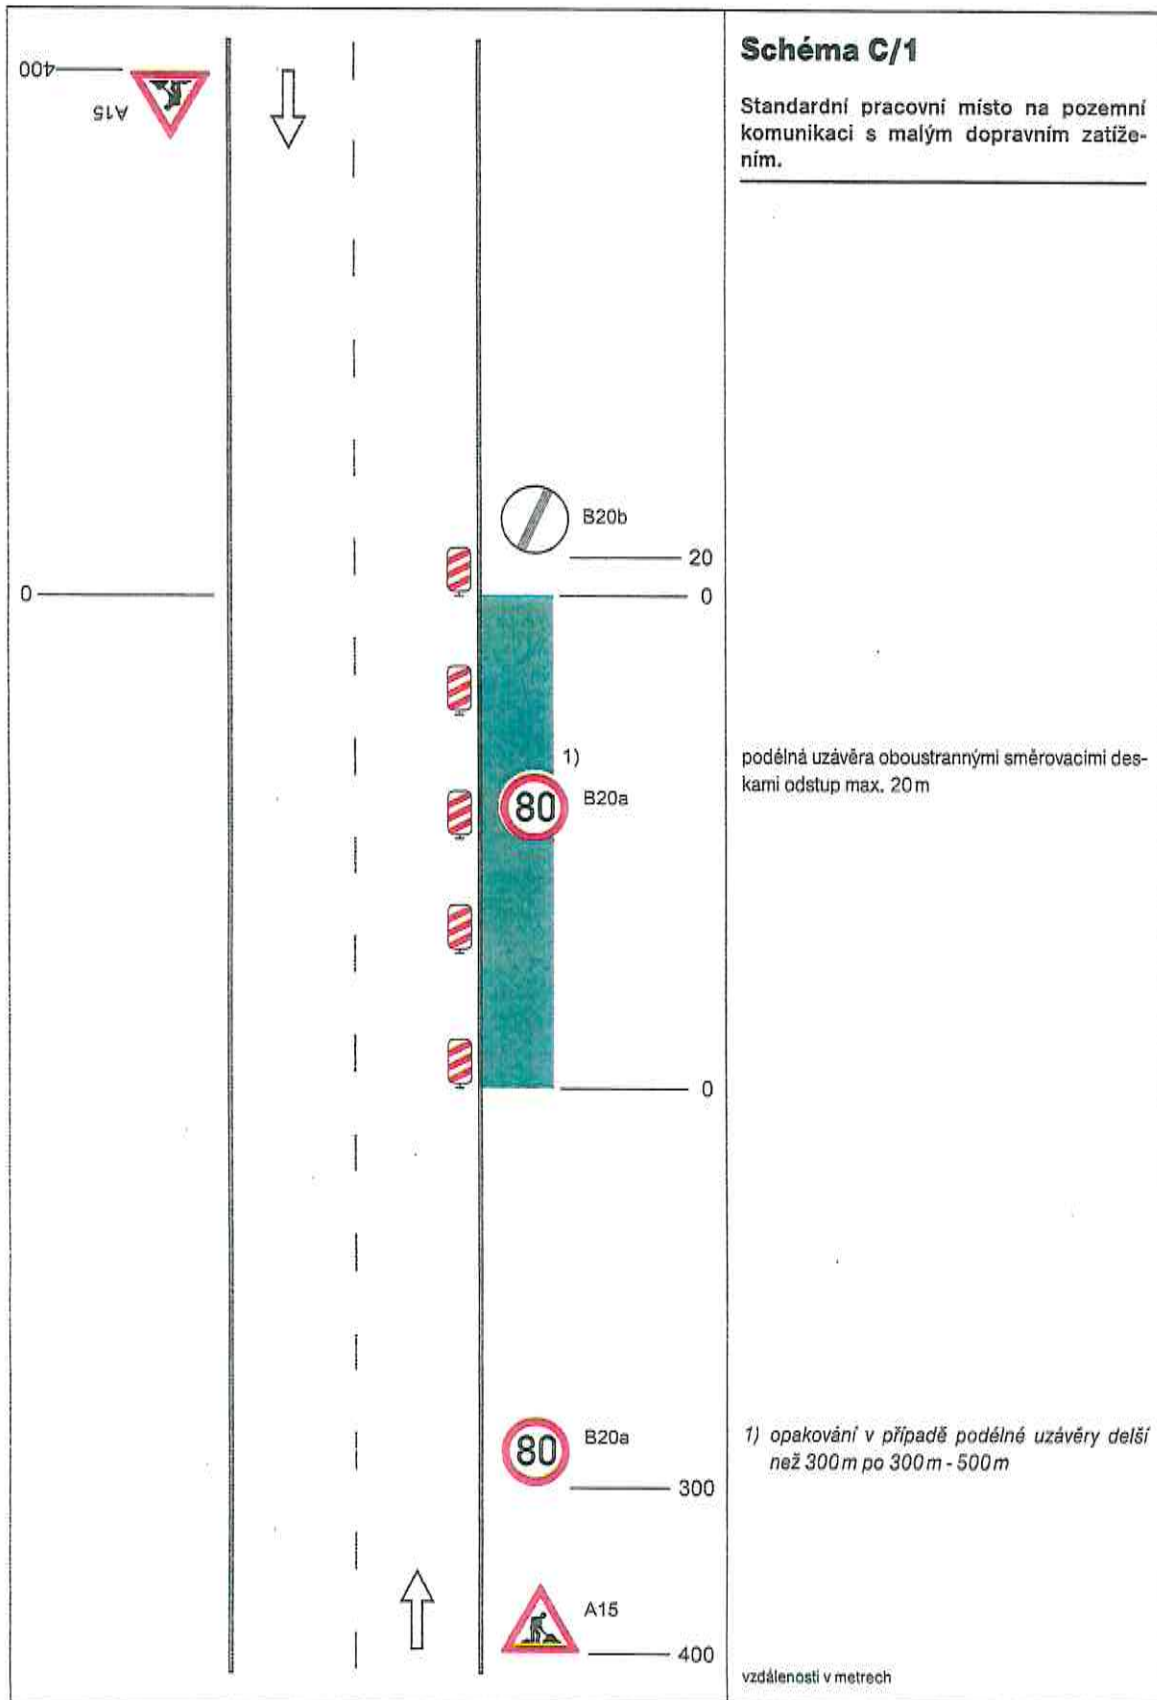 Schéma C/1
Standardní pracovní místo na pozemní
komunikaci s malým dopravním zatíže-
ním.
400
A15
B20b
20
0
0
1)
80
B20a
podélná uzávěra oboustrannými směrovacimi des-
kami odstup max. 20 m
0
80
B20a
300
1) opakování v případě podélné uzávěry delší
než 300 m po 300 m - 500 m
A15
400
vzdálenosti v metrech